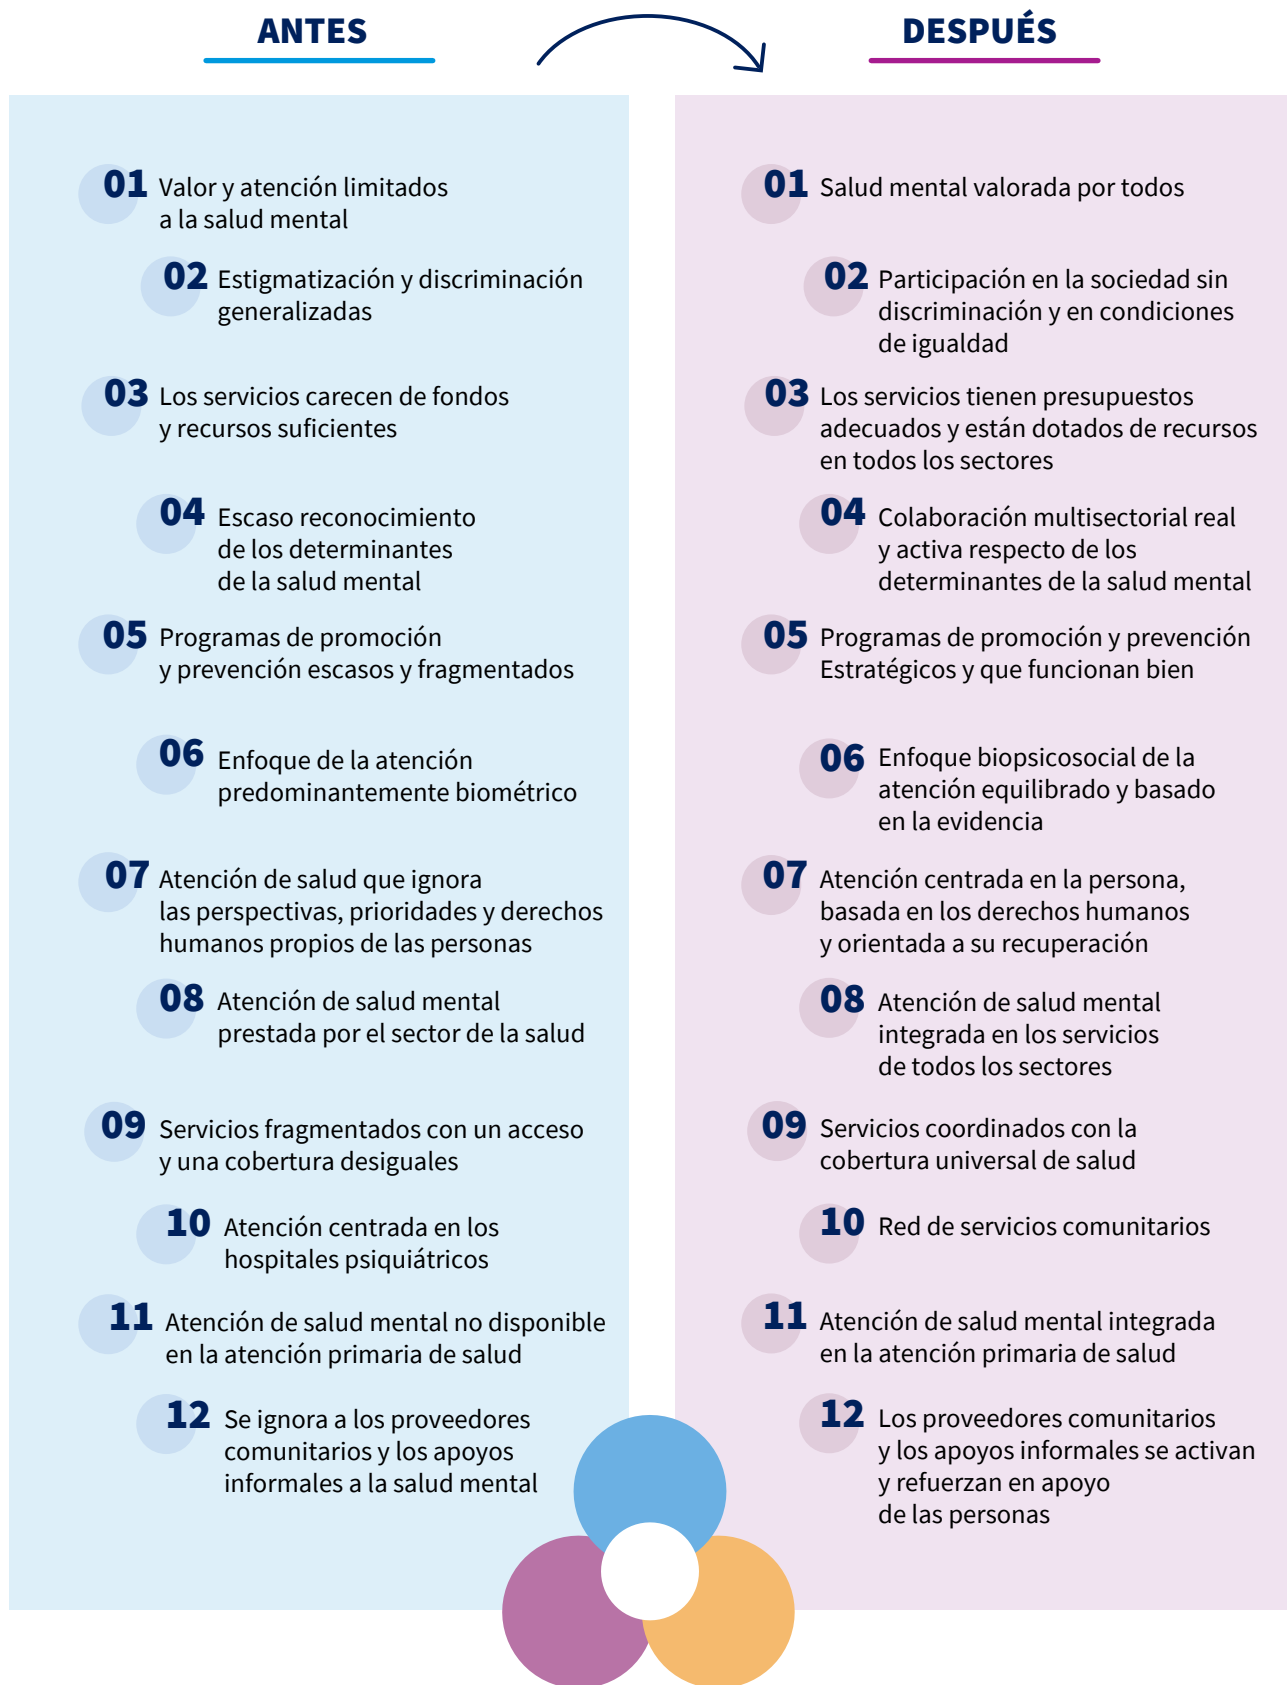 ANTES
DESPUÉS
01 Valor y atención limitados
a la salud mental
02 Estigmatización y discriminación
generalizadas
03 Los servicios carecen de fondos
y recursos suficientes
04 Escaso reconocimiento
de los determinantes
de la salud mental
05 Programas de promoción
y prevención escasos y fragmentados
06 Enfoque de la atención
predominantemente biométrico
07 Atención de salud que ignora
las perspectivas, prioridades y derechos
humanos propios de las personas
08 Atención de salud mental
prestada por el sector de la salud
09 Servicios fragmentados con un acceso
y una cobertura desiguales
10 Atención centrada en los
hospitales psiquiátricos
11 Atención de salud mental no disponible
en la atención primaria de salud
12 Se ignora a los proveedores
comunitarios y los apoyos
informales a la salud mental
01 Salud mental valorada por todos
02 Participación en la sociedad sin
discriminación y en condiciones
de igualdad
03 Los servicios tienen presupuestos
adecuados y están dotados de recursos
en todos los sectores
04 Colaboración multisectorial real
y activa respecto de los
determinantes de la salud mental
05 Programas de promoción y prevención
Estratégicos y que funcionan bien
06 Enfoque biopsicosocial de la
atención equilibrado y basado
en la evidencia
07 Atención centrada en la persona,
basada en los derechos humanos
y orientada a su recuperación
08 Atención de salud mental
integrada en los servicios
de todos los sectores
09 Servicios coordinados con la
cobertura universal de salud
10 Red de servicios comunitarios
11 Atención de salud mental integrada
en la atención primaria de salud
12 Los proveedores comunitarios
y los apoyos informales se activan
y refuerzan en apoyo
de las personas